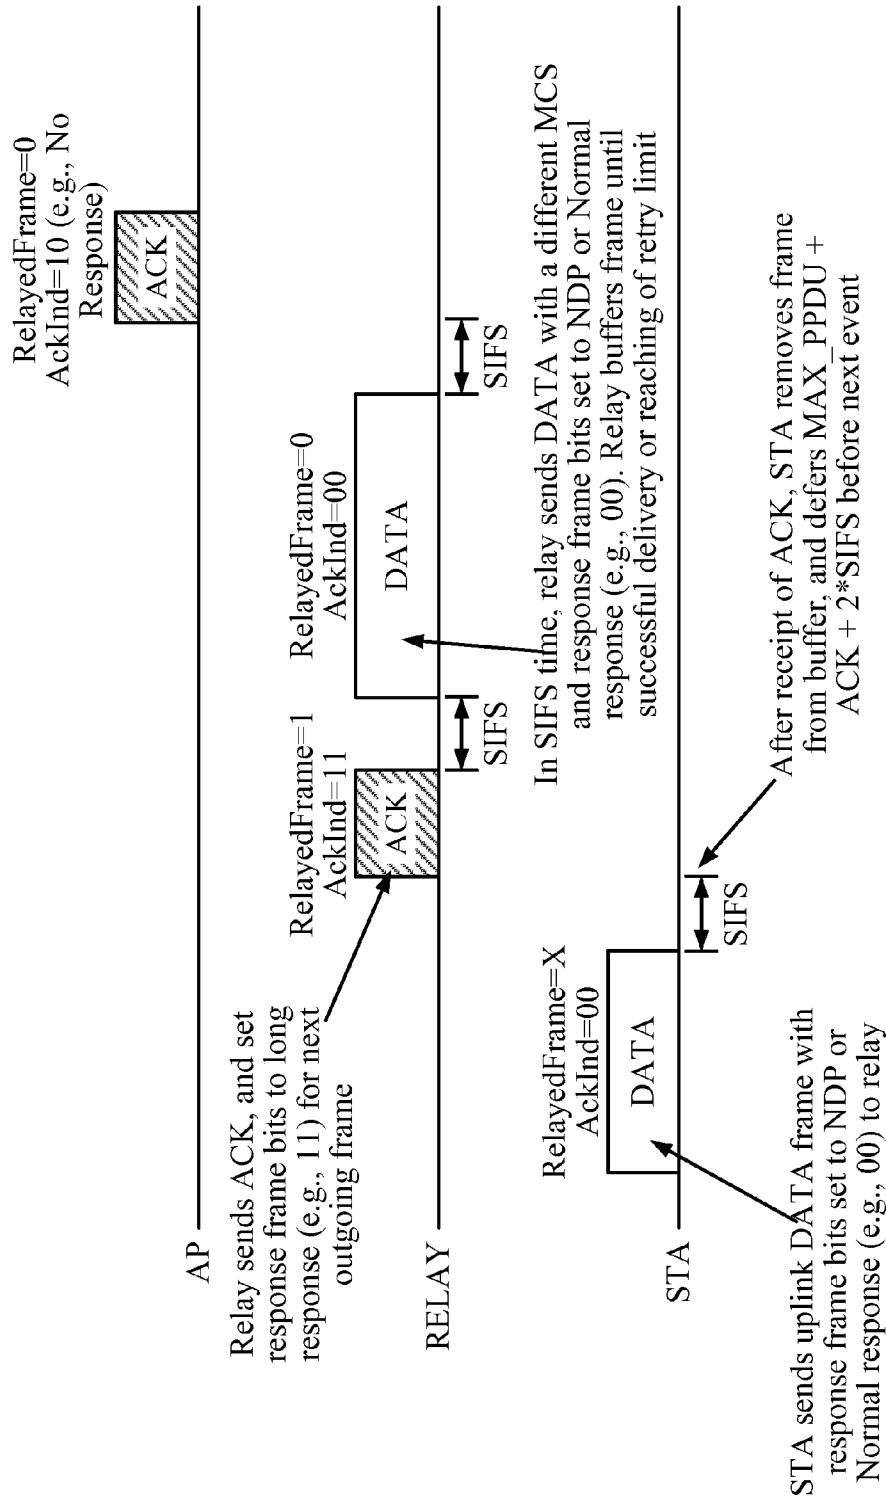 RelayedFrame=0
AckInd=10 (e.g., No
Response)
ACK
AP
Relay sends ACK, and set
response frame bits to long
response (e.g., 11) for next
outgoing frame
RelayedFrame=1
AckInd=11
ACK
RelayedFrame=0
AckInd=00
DATA
RELAY
SIFS
SIFS
In SIFS time, relay sends DATA with a different MCS
and response frame bits set to NDP or Normal
response (e.g., 00). Relay buffers frame until
successful delivery or reaching of retry limit
RelayedFrame=X
AckInd=00
DATA
STA
SIFS
After receipt of ACK, STA removes frame
from buffer, and defers MAX_PPDU +
ACK + 2*SIFS before next event
STA sends uplink DATA frame with
response frame bits set to NDP or
Normal response (e.g., 00) to relay